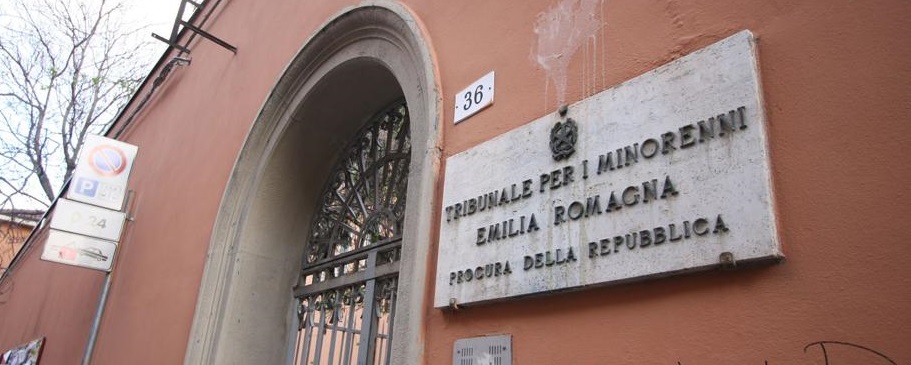 36
TRIBUNALE PER I MINORENNI
EMILIA ROMAGNA
PROCURA DELLA REPUBBLICA
P
24